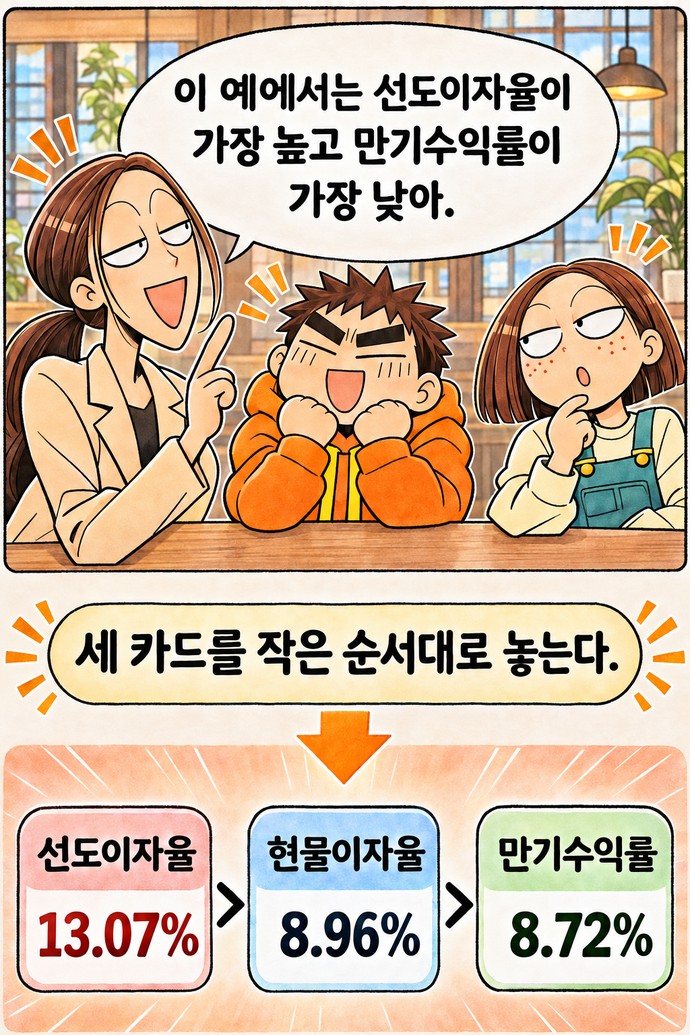 이 예에서는 선도이자율이
가장 높고 만기수익률이
가장 낮아.
세 카드를 작은 순서대로 놓는다.
선도이자율
13.07%
>
현물이자율
8.96%
>
만기수익률
8.72%